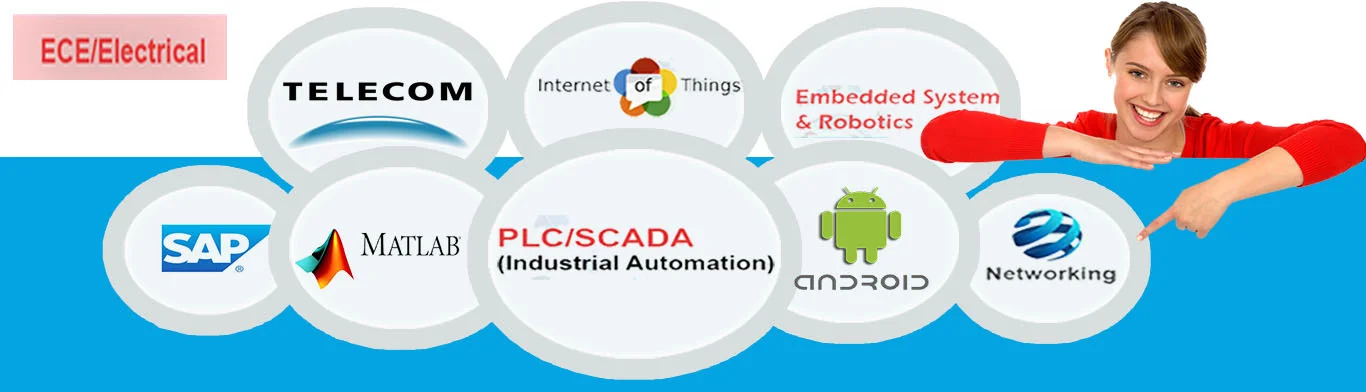 ECE/Electrical
TELECOM
Internet of Things
Embedded System
& Robotics
SAP®
MATLAB®
PLC/SCADA
(Industrial Automation)
ANDROID
Networking